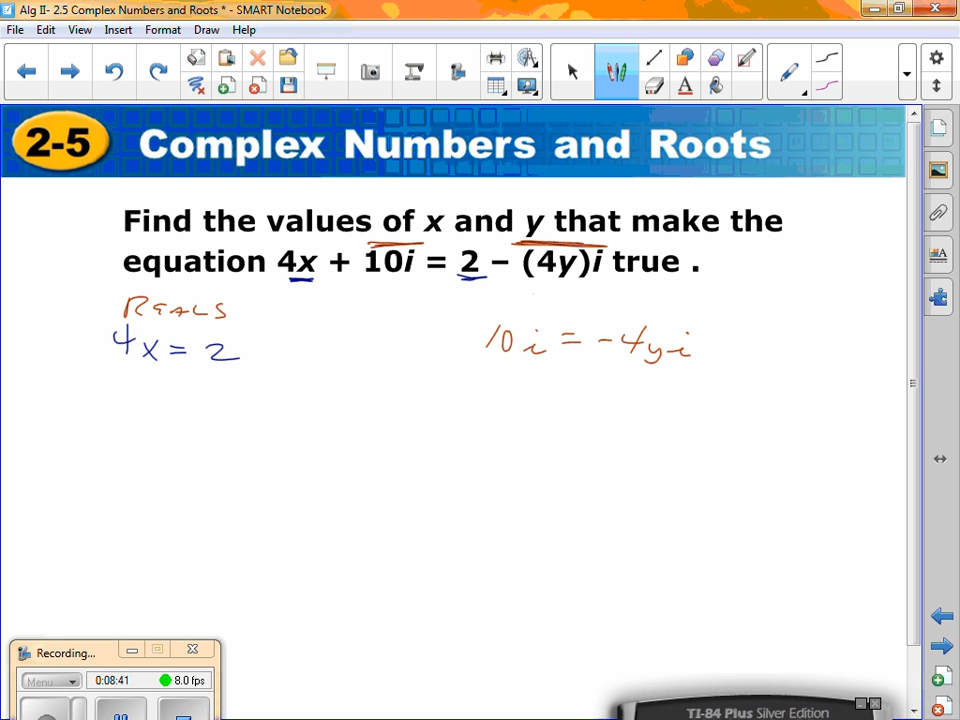 Alg II- 2.5 Complex Numbers and Roots * - SMART Notebook
File Edit View Insert Format Draw Help
2-5 Complex Numbers and Roots
Find the values of x and y that make the
equation 4x + 10i = 2 – (4y)i true .
REALS
4x = 2
10i = -4yi
Recording...
Menu 0:08:41 8.0 fps
TI-84 Plus Silver Edition